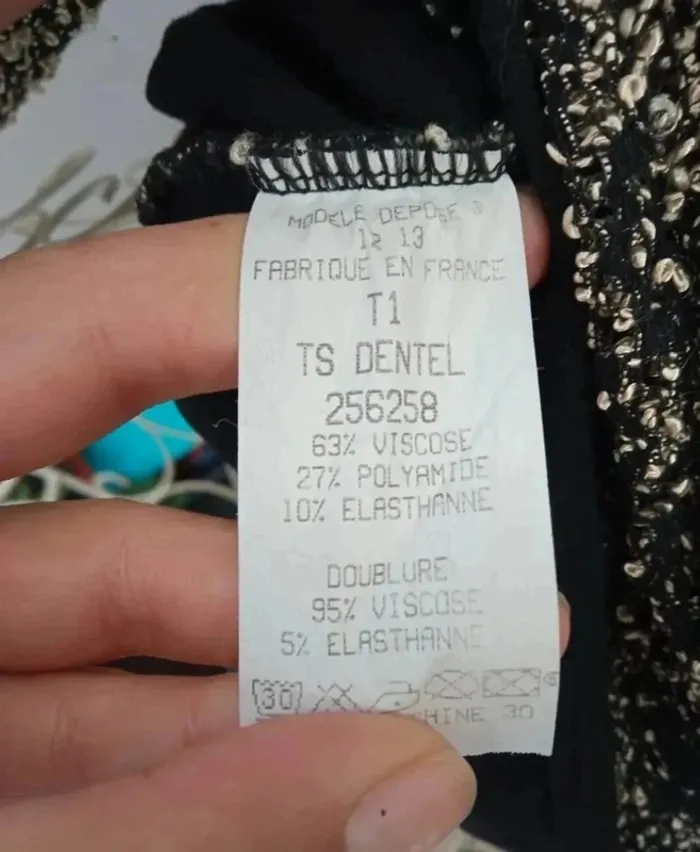 MODELE DEPOSE ®
12 13
FABRIQUE EN FRANCE
T1
TS DENTEL
256258
63% VISCOSE
27% POLYAMIDE
10% ELASTHANNE
DOUBLURE
95% VISCOSE
5% ELASTHANNE
30
30